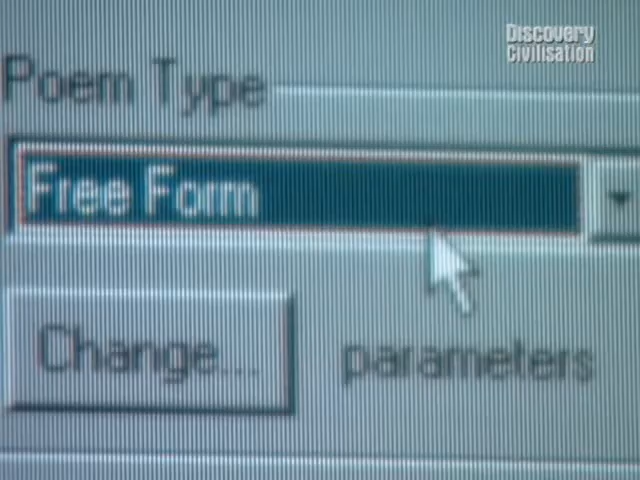 Discovery
Civilisation
Poem Type
Free Form
Change... parameters